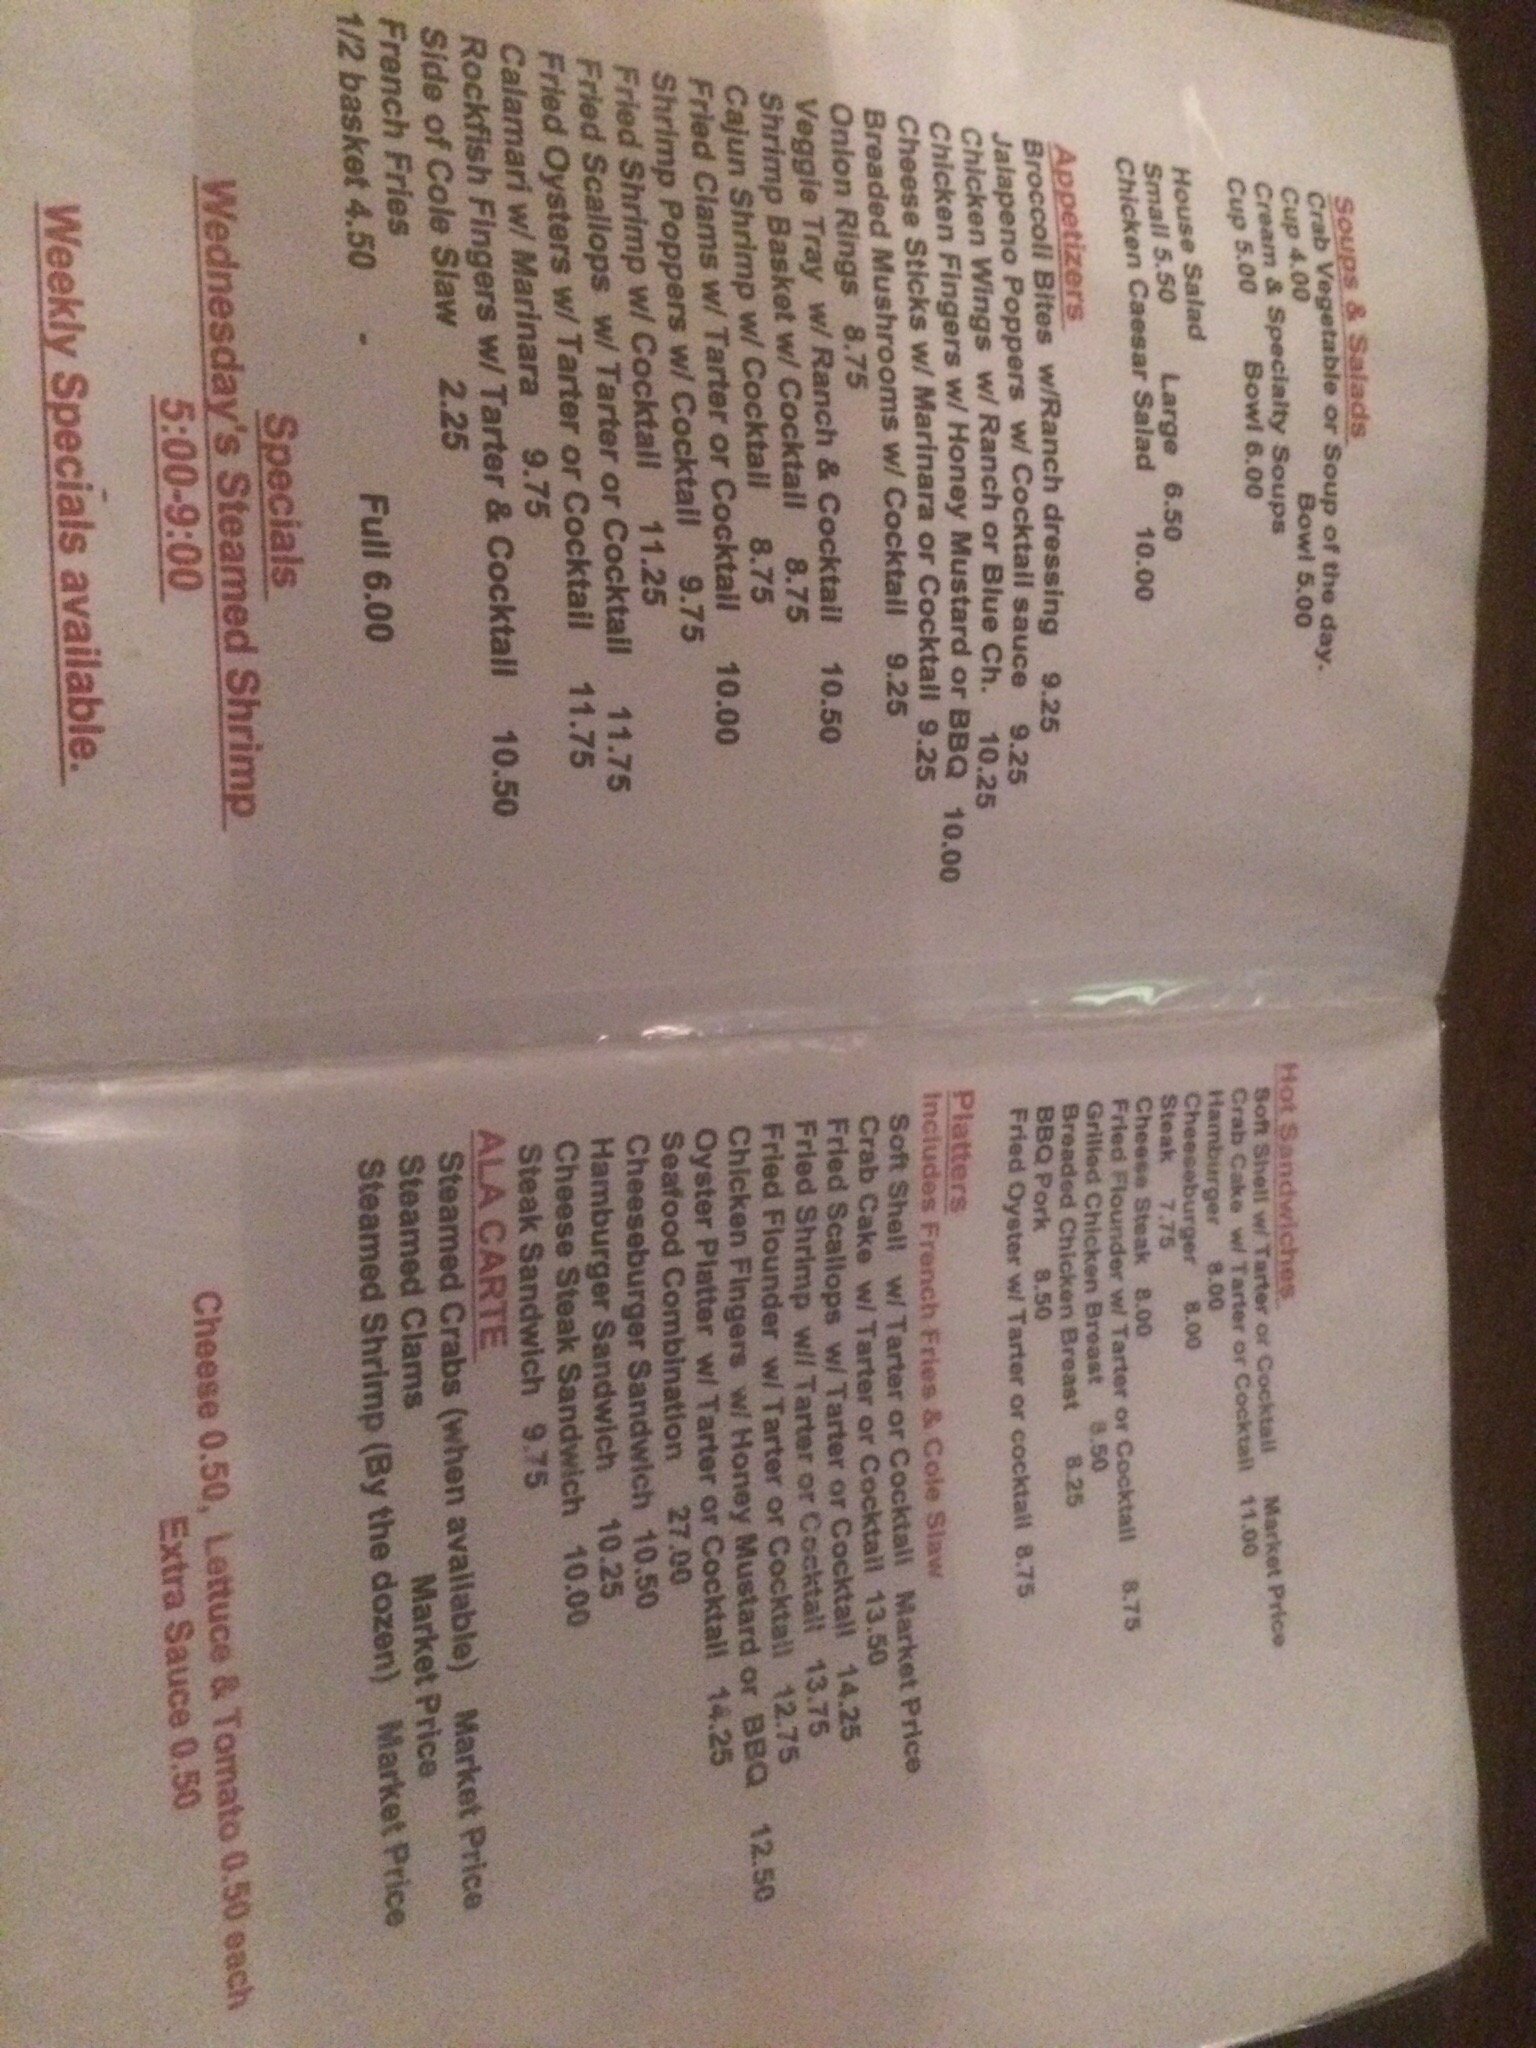 Soups & Salads
Crab Vegetable or Soup of the day.
Cup 4.00 Bowl 5.00
Cream & Specialty Soups
Cup 5.00 Bowl 6.00
House Salad
Small 5.50 Large 6.50
Chicken Caesar Salad 10.00
Appetizers
Broccoli Bites w/Ranch dressing 9.25
Jalapeno Poppers w/ Cocktail sauce 9.25
Chicken Wings w/ Ranch or Blue Ch. 10.25
Chicken Fingers w/ Honey Mustard or BBQ 10.00
Cheese Sticks w/ Marinara or Cocktail 9.25
Breaded Mushrooms w/ Cocktail 9.25
Onion Rings 8.75
Veggie Tray w/ Ranch & Cocktail 10.50
Shrimp Basket w/ Cocktail 8.75
Cajun Shrimp w/ Cocktail 8.75
Fried Clams w/ Tarter or Cocktail 10.00
Shrimp Poppers w/ Cocktail 9.75
Fried Shrimp w/ Cocktail 11.25
Fried Scallops w/ Tarter or Cocktail 11.75
Fried Oysters w/ Tarter or Cocktail 11.75
Calamari w/ Marinara 9.75
Rockfish Fingers w/ Tarter & Cocktail 10.50
Side of Cole Slaw 2.25
French Fries
1/2 basket 4.50 - Full 6.00
Specials
Wednesday's Steamed Shrimp
5:00-9:00
Weekly Specials available.
Hot Sandwiches
Soft Shell w/ Tarter or Cocktail Market Price
Crab Cake w/ Tarter or Cocktail 11.00
Hamburger 8.00
Cheeseburger 8.00
Steak 7.75
Cheese Steak 8.00
Fried Flounder w/ Tarter or Cocktail 8.75
Grilled Chicken Breast 8.50
Breaded Chicken Breast 8.25
BBQ Pork 8.50
Fried Oyster w/ Tarter or cocktail 8.75
Platters
Includes French Fries & Cole Slaw
Soft Shell w/ Tarter or Cocktail Market Price
Crab Cake w/ Tarter or Cocktail 13.50
Fried Scallops w/ Tarter or Cocktail 14.25
Fried Shrimp w// Tarter or Cocktail 13.75
Fried Flounder w/ Tarter or Cocktail 12.75
Chicken Fingers w/ Honey Mustard or BBQ 12.50
Oyster Platter w/ Tarter or Cocktail 14.25
Seafood Combination 27.00
Cheeseburger Sandwich 10.50
Hamburger Sandwich 10.25
Cheese Steak Sandwich 10.00
Steak Sandwich 9.75
ALA CARTE
Steamed Crabs (when available) Market Price
Steamed Clams Market Price
Steamed Shrimp (By the dozen) Market Price
Cheese 0.50, Lettuce & Tomato 0.50 each
Extra Sauce 0.50